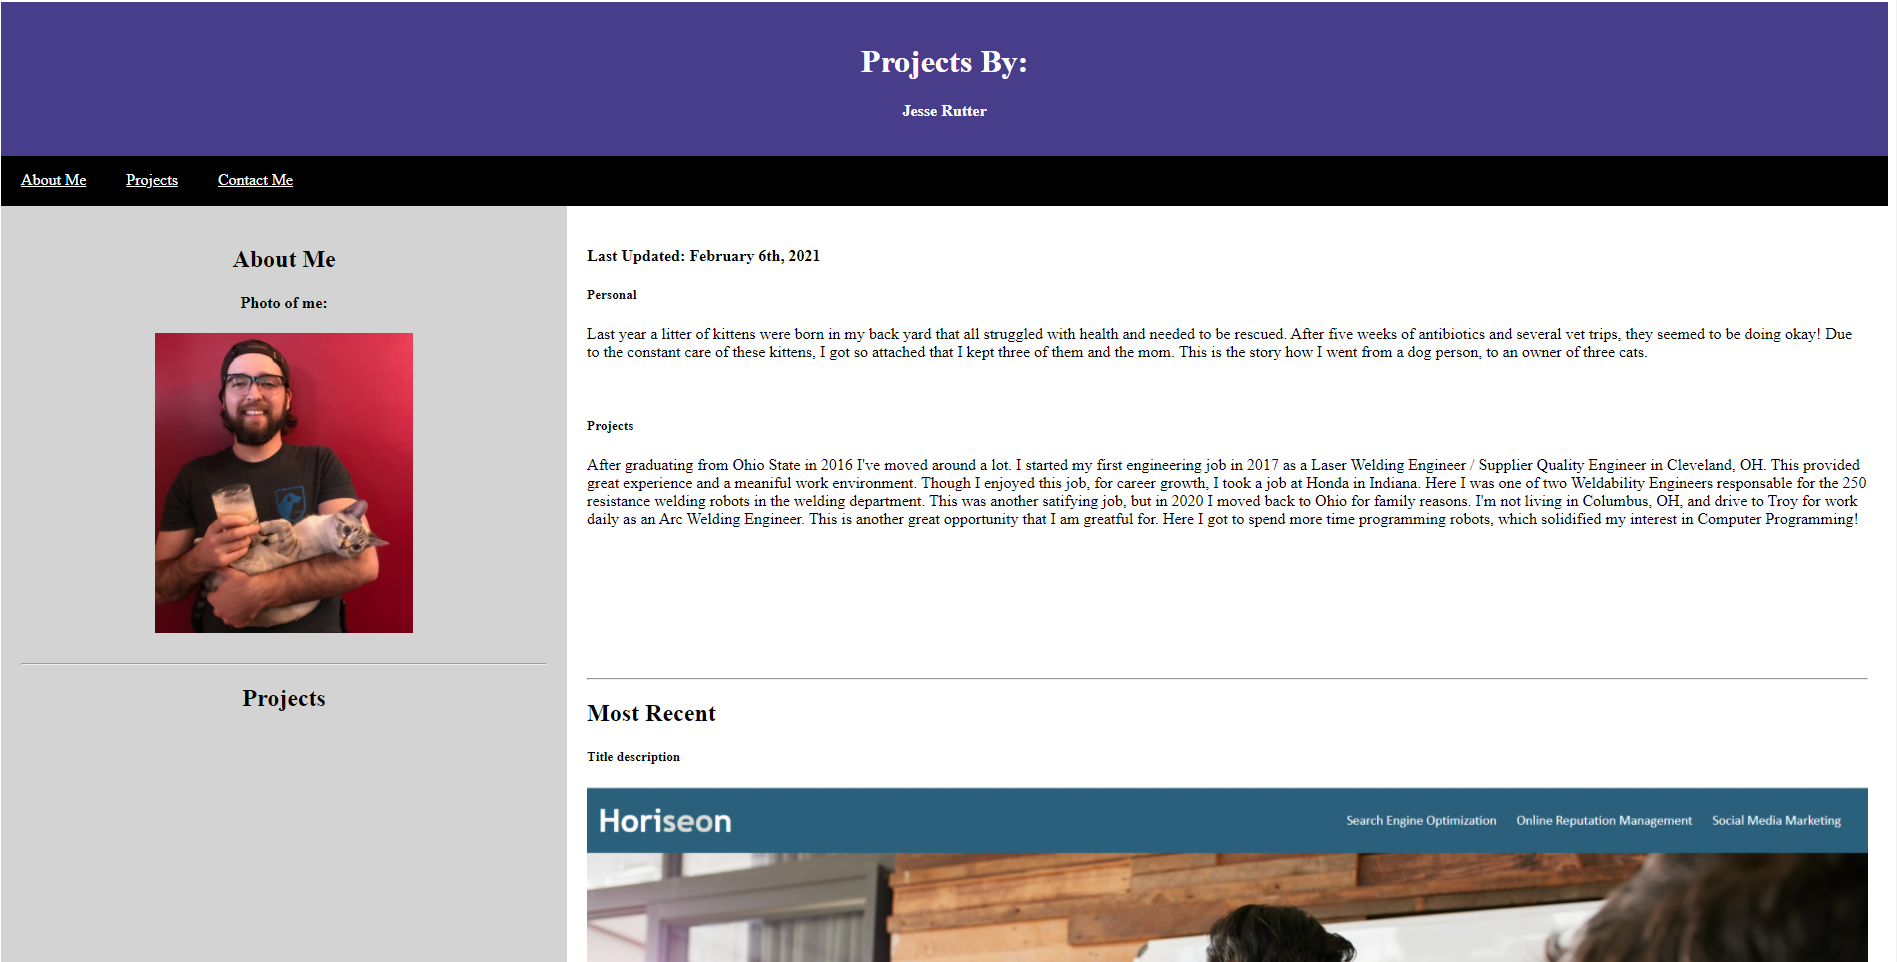 Projects By:
Jesse Rutter
About Me
Projects
Contact Me
About Me
Photo of me:
Projects
Last Updated: February 6th, 2021
Personal
Last year a litter of kittens were born in my back yard that all struggled with health and needed to be rescued. After five weeks of antibiotics and several vet trips, they seemed to be doing okay! Due
to the constant care of these kittens, I got so attached that I kept three of them and the mom. This is the story how I went from a dog person, to an owner of three cats.
Projects
After graduating from Ohio State in 2016 I've moved around a lot. I started my first engineering job in 2017 as a Laser Welding Engineer / Supplier Quality Engineer in Cleveland, OH. This provided
great experience and a meaniful work environment. Though I enjoyed this job, for career growth, I took a job at Honda in Indiana. Here I was one of two Weldability Engineers responsable for the 250
resistance welding robots in the welding department. This was another satifying job, but in 2020 I moved back to Ohio for family reasons. I'm not living in Columbus, OH, and drive to Troy for work
daily as an Arc Welding Engineer. This is another great opportunity that I am greatful for. Here I got to spend more time programming robots, which solidified my interest in Computer Programming!
Most Recent
Title description
Horiseon
Search Engine Optimization
Online Reputation Management
Social Media Marketing